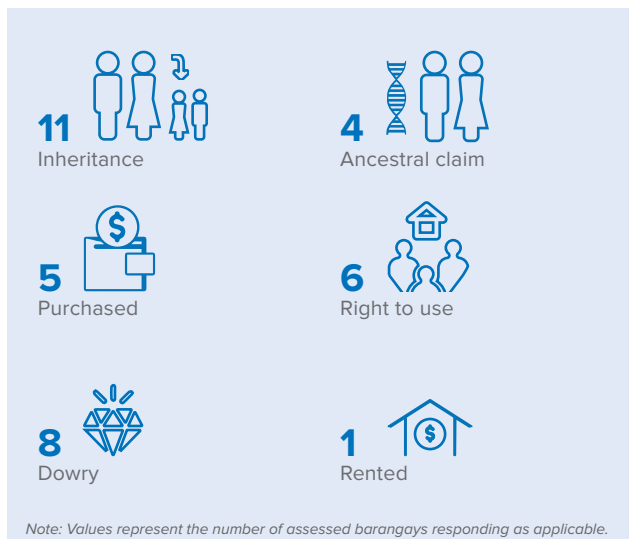 11
Inheritance
4
Ancestral claim
$
5
Purchased
6
Right to use
8
Dowry
$
1
Rented
Note: Values represent the number of assessed barangays responding as applicable.